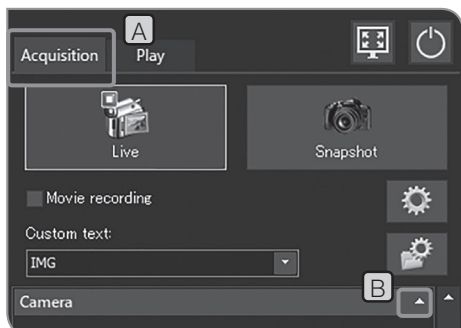 A
Acquisition Play
Live Snapshot
Movie recording
Custom text:
IMG
B
Camera